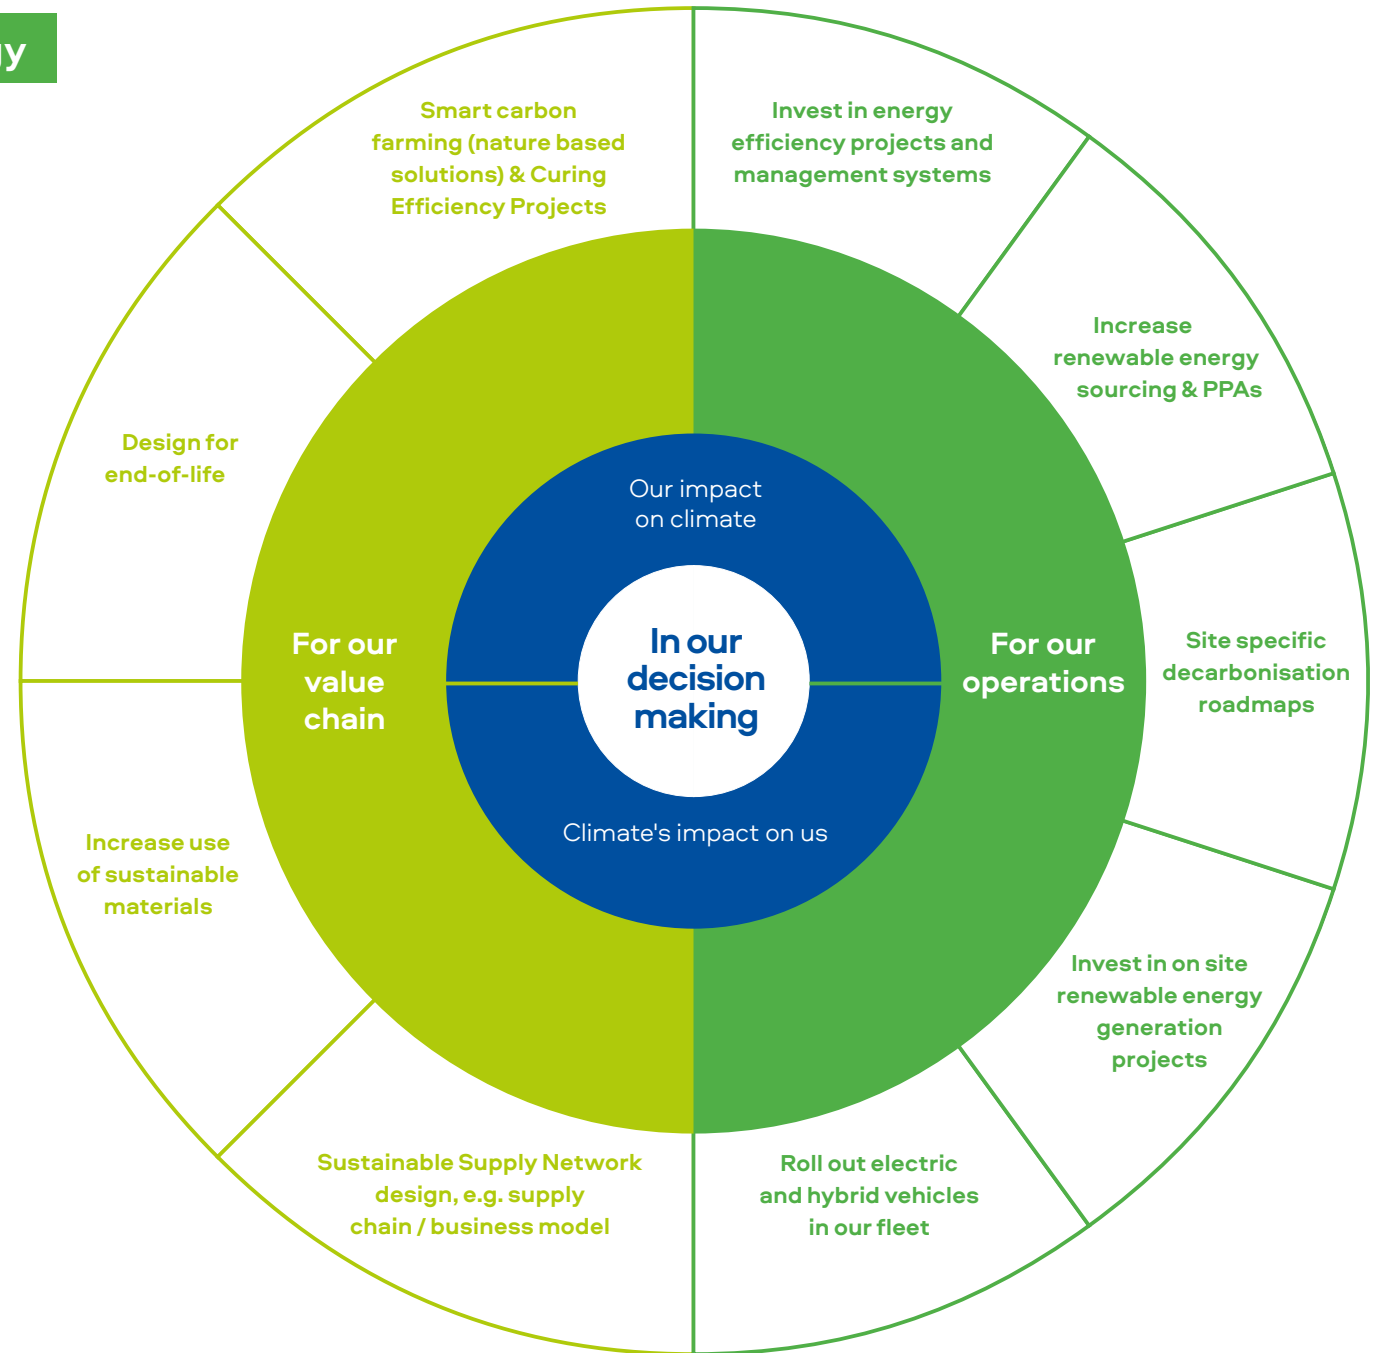 gy
Smart carbon
farming (nature based
solutions) & Curing
Efficiency Projects
Invest in energy
efficiency projects and
management systems
Increase
renewable energy
sourcing & PPAs
Design for
end-of-life
Our impact
on climate
For our
value
chain
In our
decision
making
For our
operations
Site specific
decarbonisation
roadmaps
Climate's impact on us
Increase use
of sustainable
materials
Invest in on site
renewable energy
generation
projects
Sustainable Supply Network
design, e.g. supply
chain / business model
Roll out electric
and hybrid vehicles
in our fleet